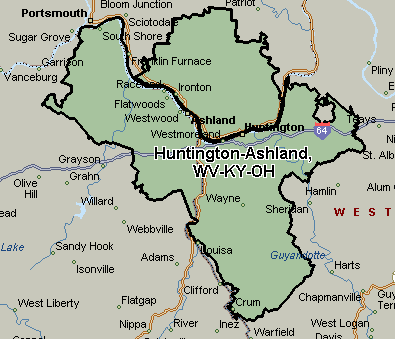 Bloom Junction
Patriot
Portsmouth
Sciotodale
Sugar Grove
South Shore
Garrison
Franklin Furnace
Pliny
Vanceburg
Raceland
Ironton
Flatwoods
Ashland
Westwood
Teays
Westmoreland
Huntington
64
Huntington-Ashland,
WV-KY-OH
St. Alb
Grayson
Grahn
Olive
Hill
Alum
Hamlin
Willard
Wayne
Sheridan
WEST
ead
Webbville
Lake
Sandy Hook
Louisa
Guyandotte
Adams
Isonville
Harts
Clifford
Chapmanville
Guy
Ter
West Liberty
Flatgap
Crum
River
West Logan
Nippa
Inez
Davis
Warfield